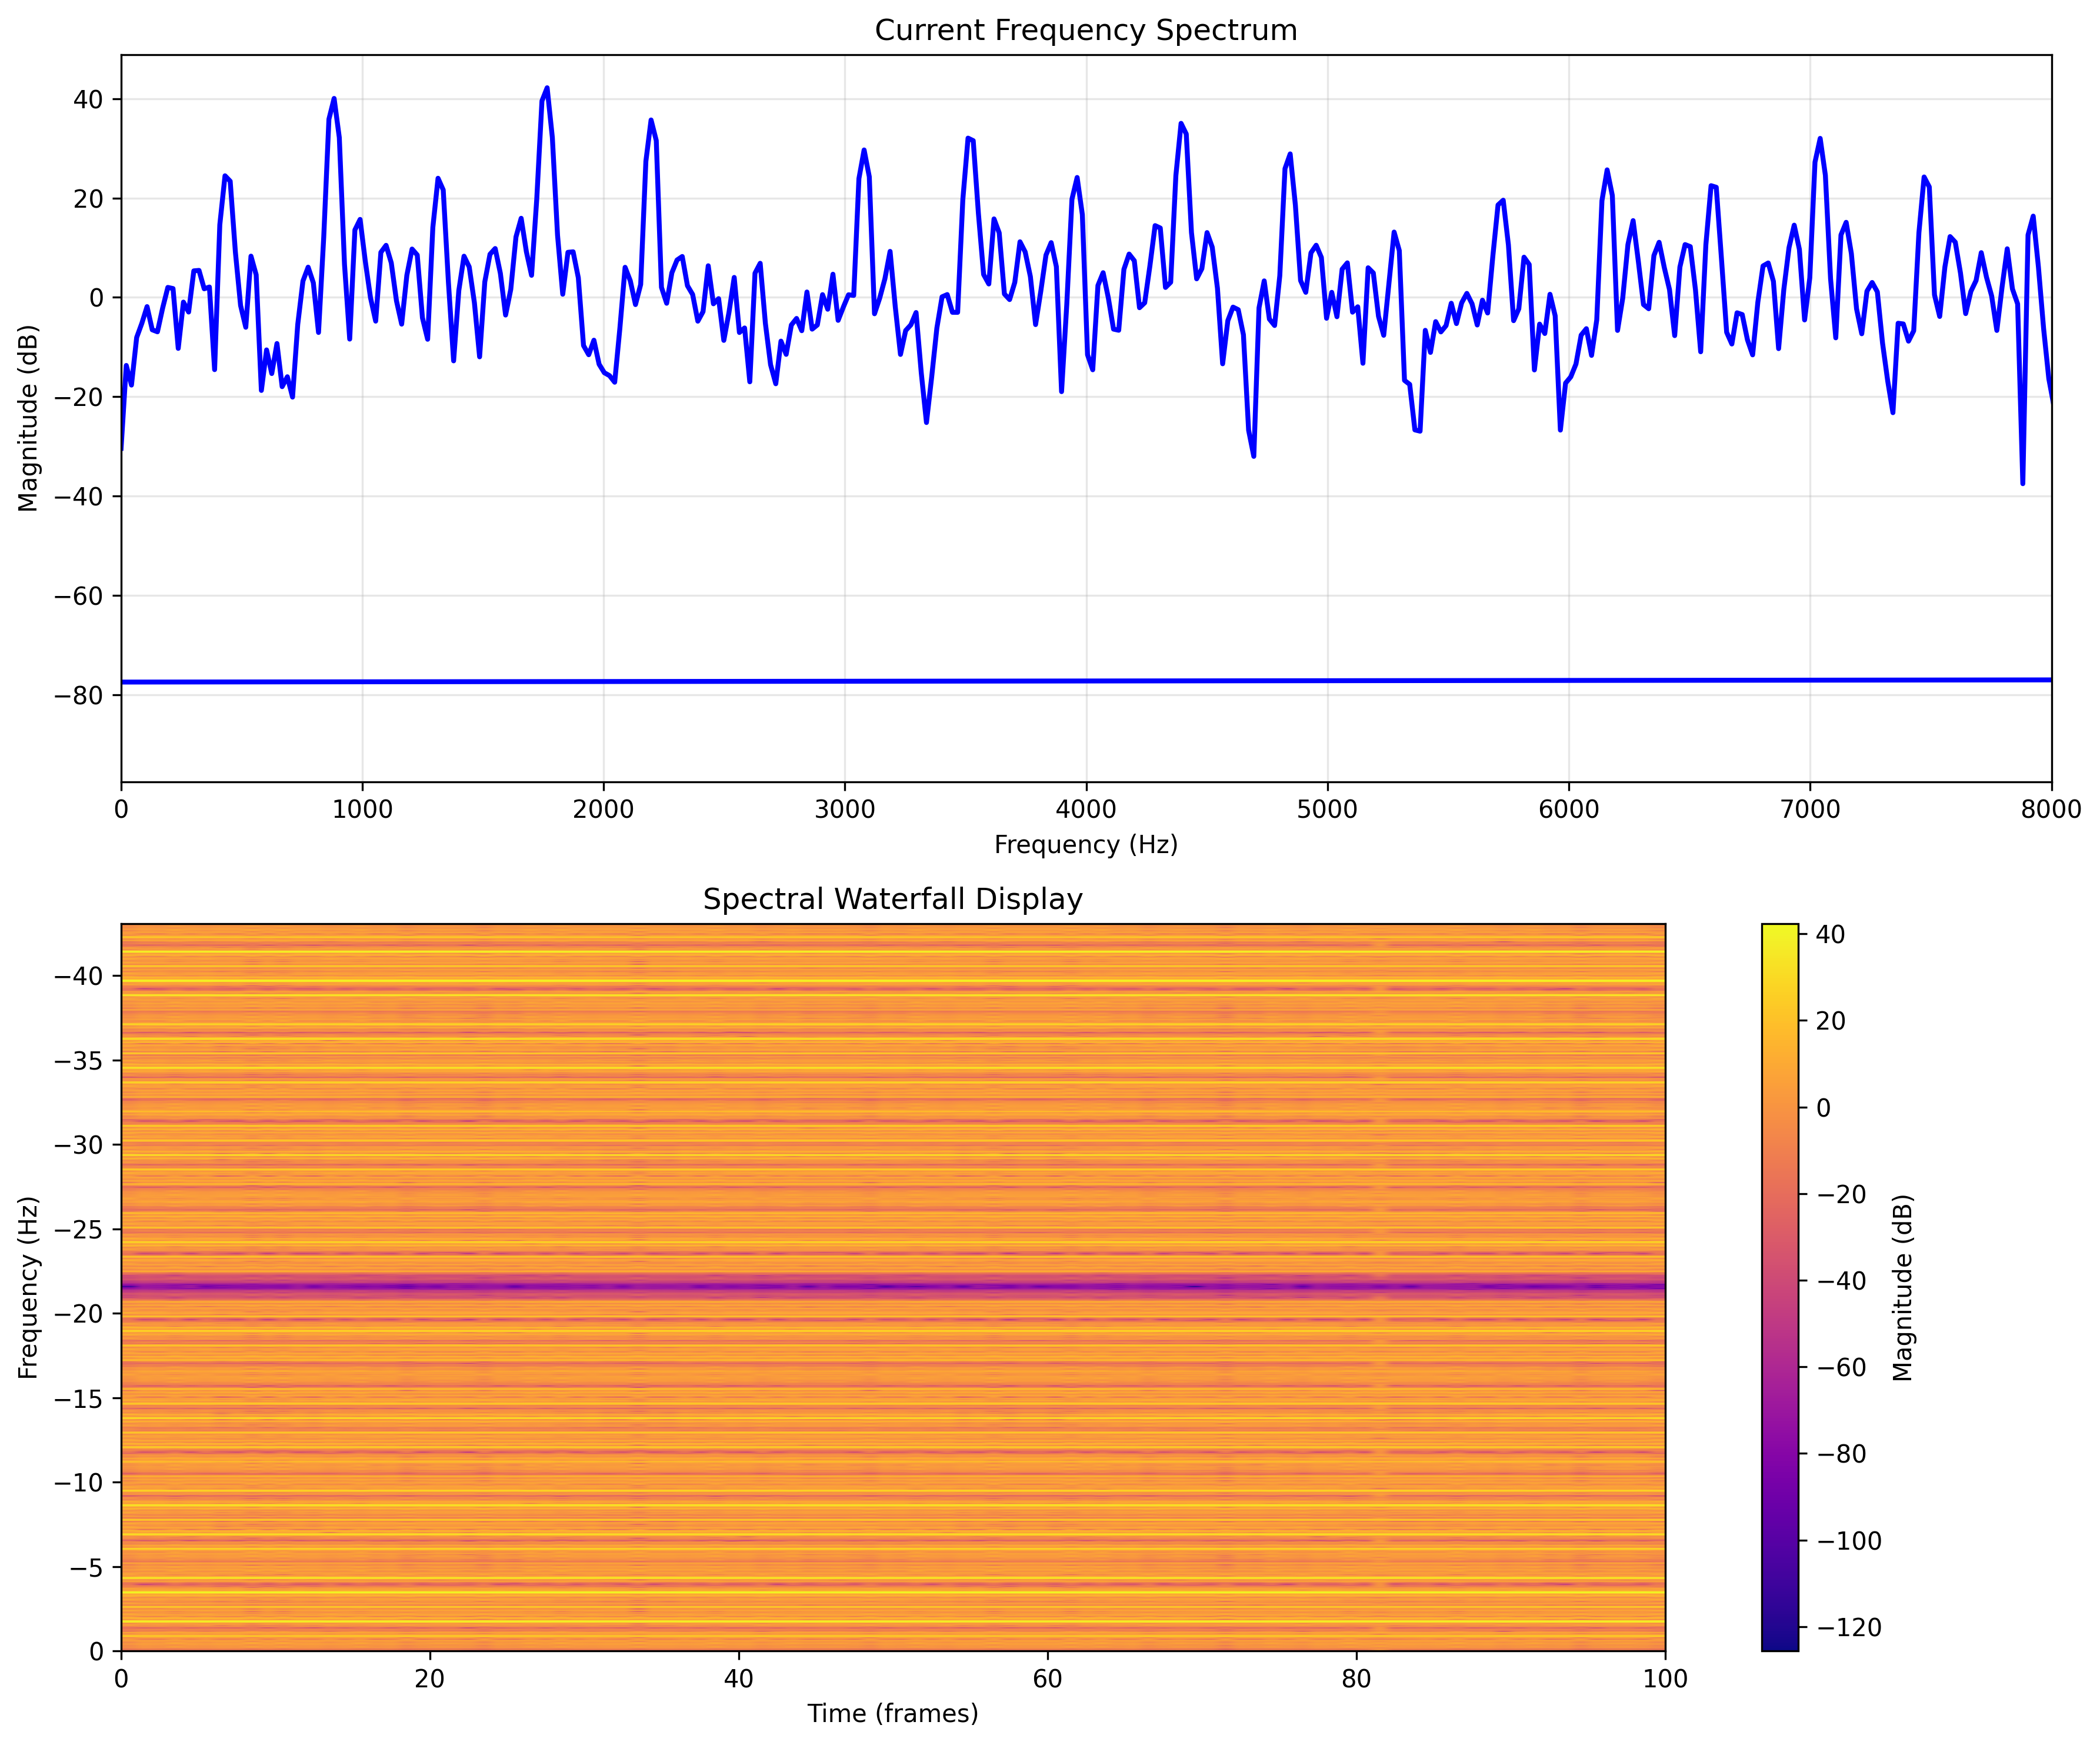 Current Frequency Spectrum
Magnitude (dB)
40
20
0
−20
−40
−60
−80
0 1000 2000 3000 4000 5000 6000 7000 8000
Frequency (Hz)
Spectral Waterfall Display
Frequency (Hz)
−40
−35
−30
−25
−20
−15
−10
−5
0
0 20 40 60 80 100
Time (frames)
40
20
0
−20
−40
−60
−80
−100
−120
Magnitude (dB)